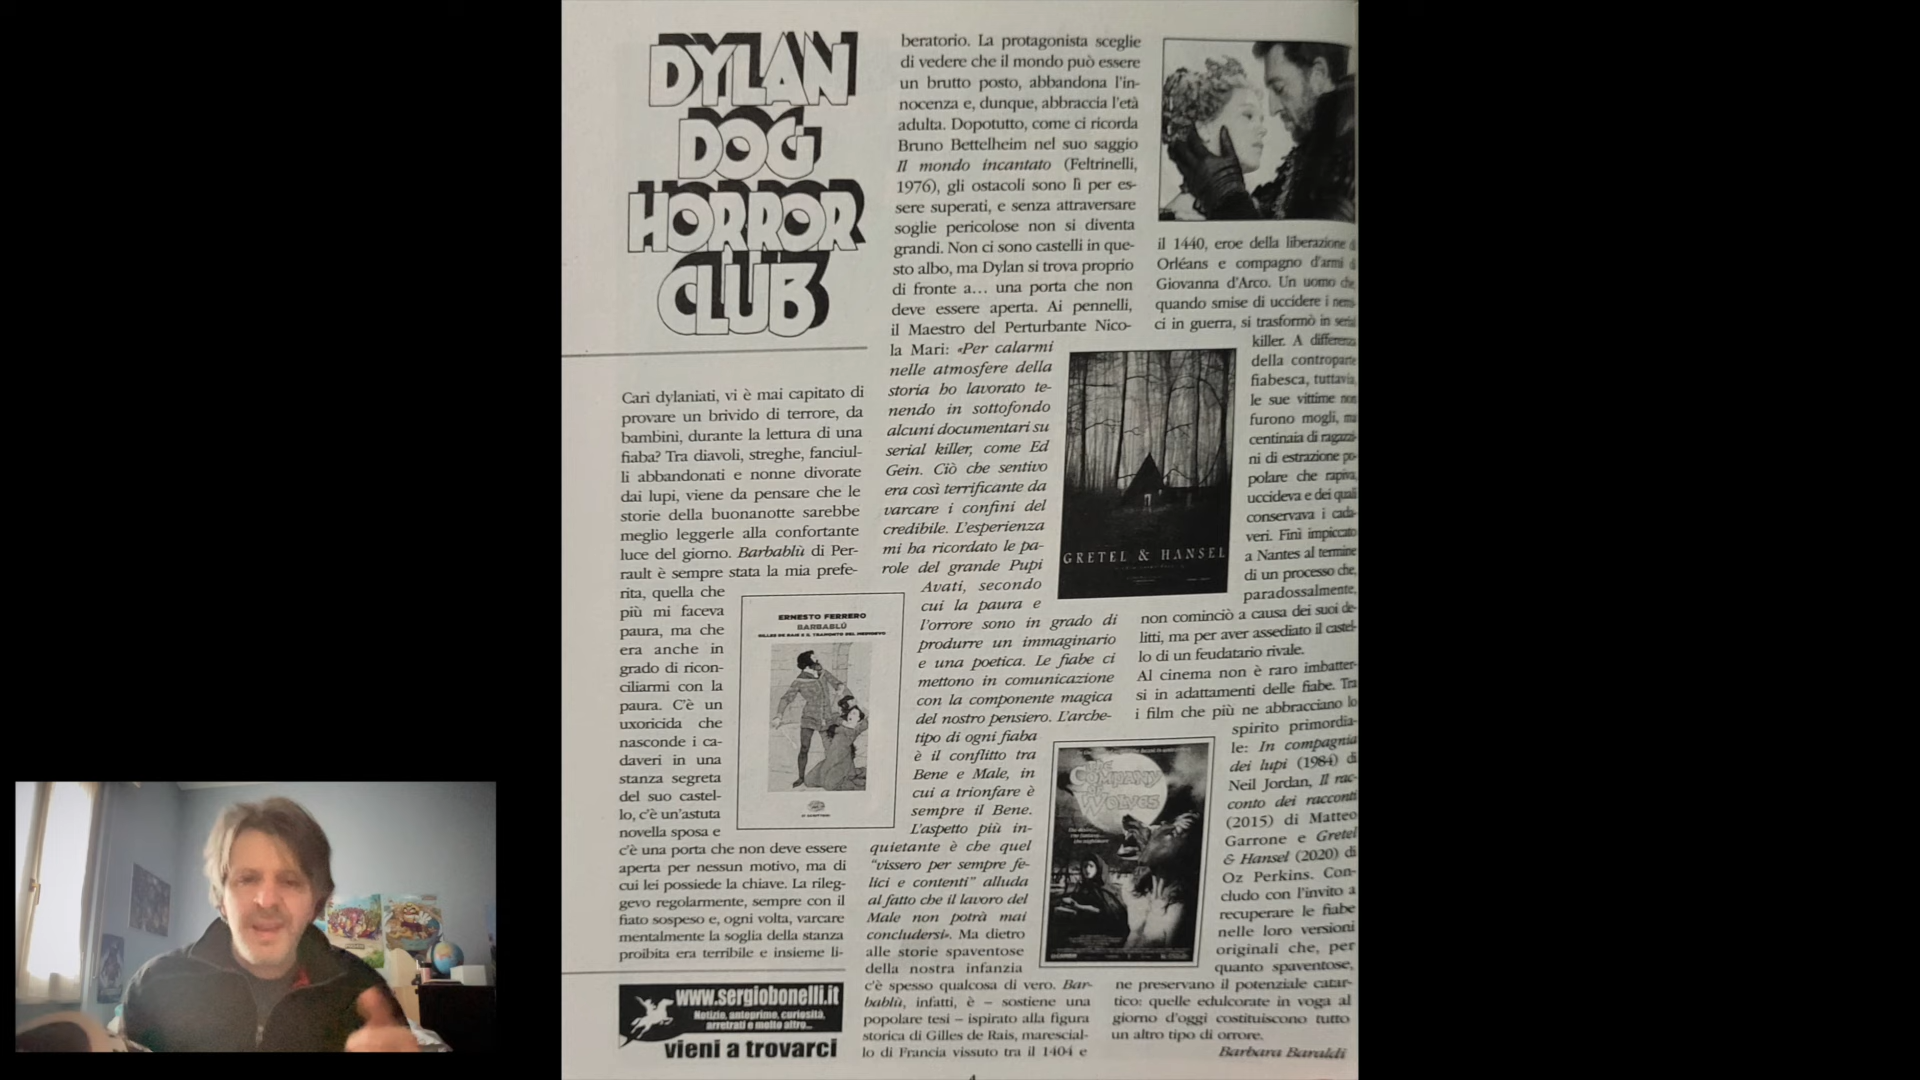 DYLAN
DOG
HORROR
CLUB
Cari dylaniati, vi è mai capitato di
provare un brivido di terrore, da
bambini, durante la lettura di una
fiaba? Tra diavoli, streghe, fanciul-
li abbandonati e nonne divorate
dai lupi, viene da pensare che le
storie della buonanotte sarebbe
meglio leggerle alla confortante
luce del giorno. Barbablù di Per-
rault è sempre stata la mia prefe-
rita, quella che
più mi faceva
paura, ma che
era anche in
grado di ricon-
ciliarmi con la
paura. C'è un
uxoricida che
nasconde i ca-
daveri in una
stanza segreta
del suo castel-
lo, c'è un'astuta
novella sposa e
c'è una porta che non deve essere
aperta per nessun motivo, ma di
cui lei possiede la chiave. La rileg-
gevo regolarmente, sempre con il
fiato sospeso e, ogni volta, varcare
mentalmente la soglia della stanza
proibita era terribile e insieme li-
ERNESTO FERRERO
BARBABLÙ
GILLES DE RAIS E IL TRAMONTO DEL MEDIOEVO
www.sergiobonelli.it
Notizie, anteprime, curiosità,
arretrati e molto altro...
vieni a trovarci
beratorio. La protagonista sceglie
di vedere che il mondo può essere
un brutto posto, abbandona l'in-
nocenza e, dunque, abbraccia l'età
adulta. Dopotutto, come ci ricorda
Bruno Bettelheim nel suo saggio
Il mondo incantato (Feltrinelli,
1976), gli ostacoli sono lì per es-
sere superati, e senza attraversare
soglie pericolose non si diventa
grandi. Non ci sono castelli in que-
sto albo, ma Dylan si trova proprio
di fronte a... una porta che non
deve essere aperta. Ai pennelli,
il Maestro del Perturbante Nico-
la Mari: «Per calarmi
nelle atmosfere della
storia ho lavorato te-
nendo in sottofondo
alcuni documentari su
serial killer, come Ed
Gein. Ciò che sentivo
era così terrificante da
varcare i confini del
credibile. L'esperienza
mi ha ricordato le pa-
role del grande Pupi
Avati, secondo
cui la paura e
l'orrore sono in grado di
produrre un immaginario
e una poetica. Le fiabe ci
mettono in comunicazione
con la componente magica
del nostro pensiero. L'arche-
tipo di ogni fiaba
è il conflitto tra
Bene e Male, in
cui a trionfare è
sempre il Bene.
L'aspetto più in-
quietante è che quel
"vissero per sempre fe-
lici e contenti" alluda
al fatto che il lavoro del
Male non potrà mai
concludersi». Ma dietro
alle storie spaventose
della nostra infanzia
c'è spesso qualcosa di vero. Bar-
bablù, infatti, è – sostiene una
popolare tesi – ispirato alla figura
storica di Gilles de Rais, marescial-
lo di Francia vissuto tra il 1404 e
GRETEL & HANSEL
The
COMPANY
OF
WOLVES
il 1440, eroe della liberazione d
Orléans e compagno d'armi d
Giovanna d'Arco. Un uomo che,
quando smise di uccidere i nemi-
ci in guerra, si trasformò in serial
killer. A differenza
della controparte
fiabesca, tuttavia,
le sue vittime non
furono mogli, ma
centinaia di ragazzi-
ni di estrazione po-
polare che rapiva,
uccideva e dei quali
conservava i cada-
veri. Finì impiccato
a Nantes al termine
di un processo che,
paradossalmente,
non cominciò a causa dei suoi de-
litti, ma per aver assediato il castel-
lo di un feudatario rivale.
Al cinema non è raro imbatter-
si in adattamenti delle fiabe. Tra
i film che più ne abbracciano lo
spirito primordia-
le: In compagnia
dei lupi (1984) di
Neil Jordan, Il rac-
conto dei racconti
(2015) di Matteo
Garrone e Gretel
& Hansel (2020) di
Oz Perkins. Con-
cludo con l'invito a
recuperare le fiabe
nelle loro versioni
originali che, per
quanto spaventose,
ne preservano il potenziale catar-
tico: quelle edulcorate in voga al
giorno d'oggi costituiscono tutto
un altro tipo di orrore.
Barbara Baraldi